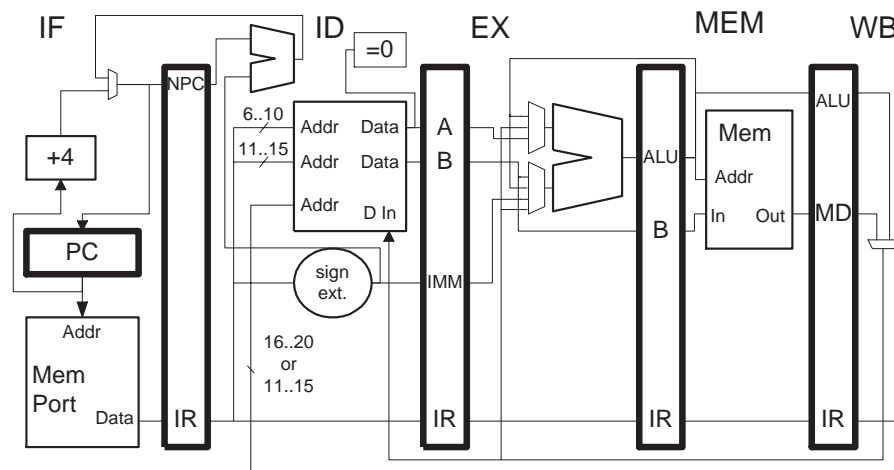 IF
ID
EX
MEM
WB
=0
NPC
6..10
11..15
+4
Addr
Data
Addr
Data
Addr
D In
A
B
ALU
B
Mem
Addr
In
Out
ALU
MD
PC
sign
ext.
IMM
Addr
Mem
Port
Data
16..20
or
11..15
IR
IR
IR
IR